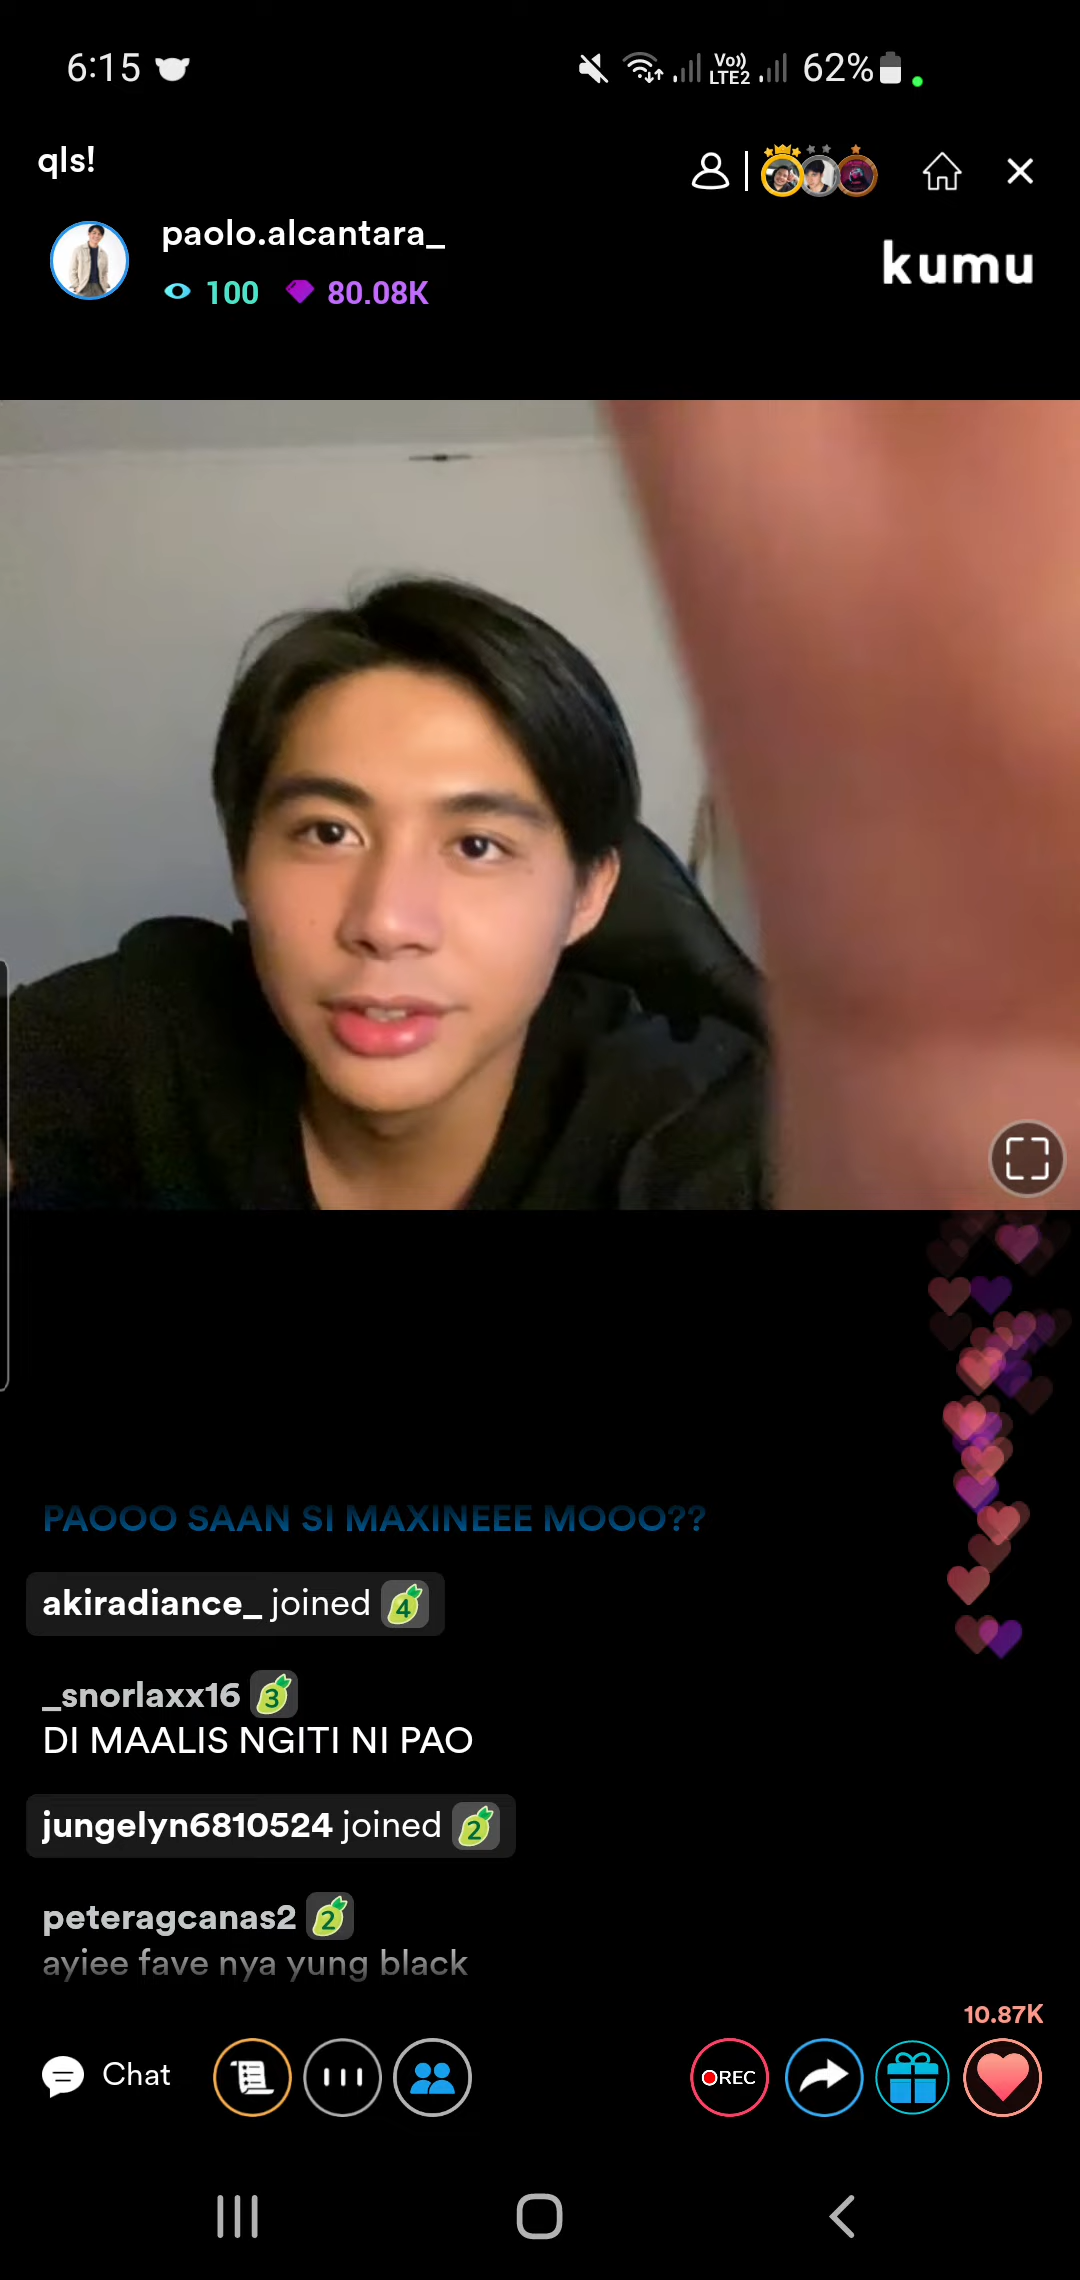 6:15
Vo))
LTE2
62%
qls!
paolo.alcantara_
100
80.08K
kumu
PAOOO SAAN SI MAXINEEE MOOO??
akiradiance_ joined 4
_snorlaxx16 3
DI MAALIS NGITI NI PAO
jungelyn6810524 joined 2
peteragcanas2 2
ayiee fave nya yung black
10.87K
Chat
REC